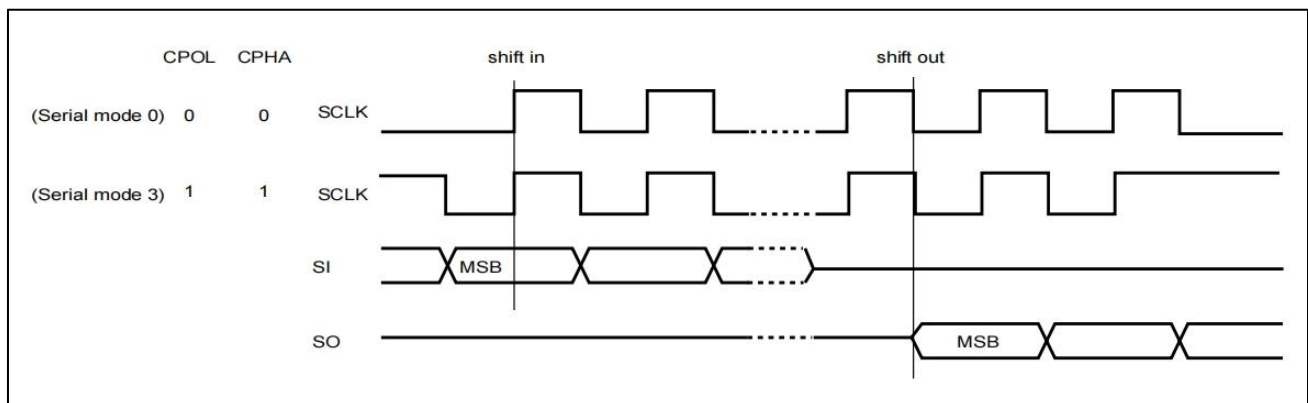 CPOL CPHA shift in shift out
(Serial mode 0) 0 0 SCLK
(Serial mode 3) 1 1 SCLK
SI MSB
SO MSB